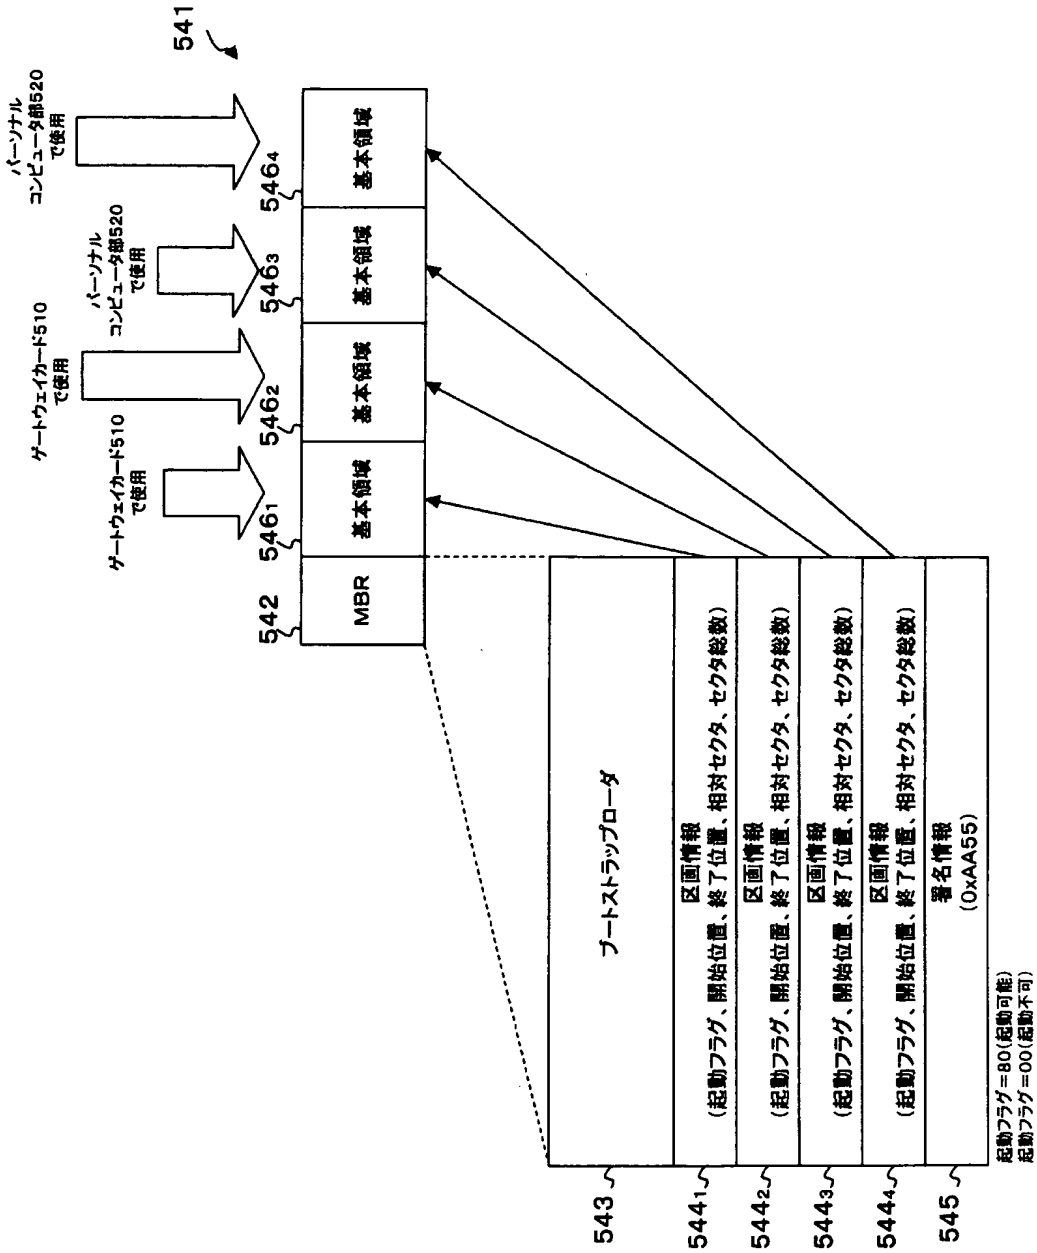 541
ゲートウェイカード510
で使用
ゲートウェイカード510
で使用
パーソナル
コンピュータ部520
で使用
パーソナル
コンピュータ部520
で使用
542
546₁
546₂
546₃
546₄
MBR
基本領域
基本領域
基本領域
基本領域
543
ブートストラップローダ
544₁
区画情報
(起動フラグ、開始位置、終了位置、相対セクタ、セクタ総数)
544₂
区画情報
(起動フラグ、開始位置、終了位置、相対セクタ、セクタ総数)
544₃
区画情報
(起動フラグ、開始位置、終了位置、相対セクタ、セクタ総数)
544₄
区画情報
(起動フラグ、開始位置、終了位置、相対セクタ、セクタ総数)
545
署名情報
(0xAA55)
起動フラグ=80(起動可能)
起動フラグ=00(起動不可)